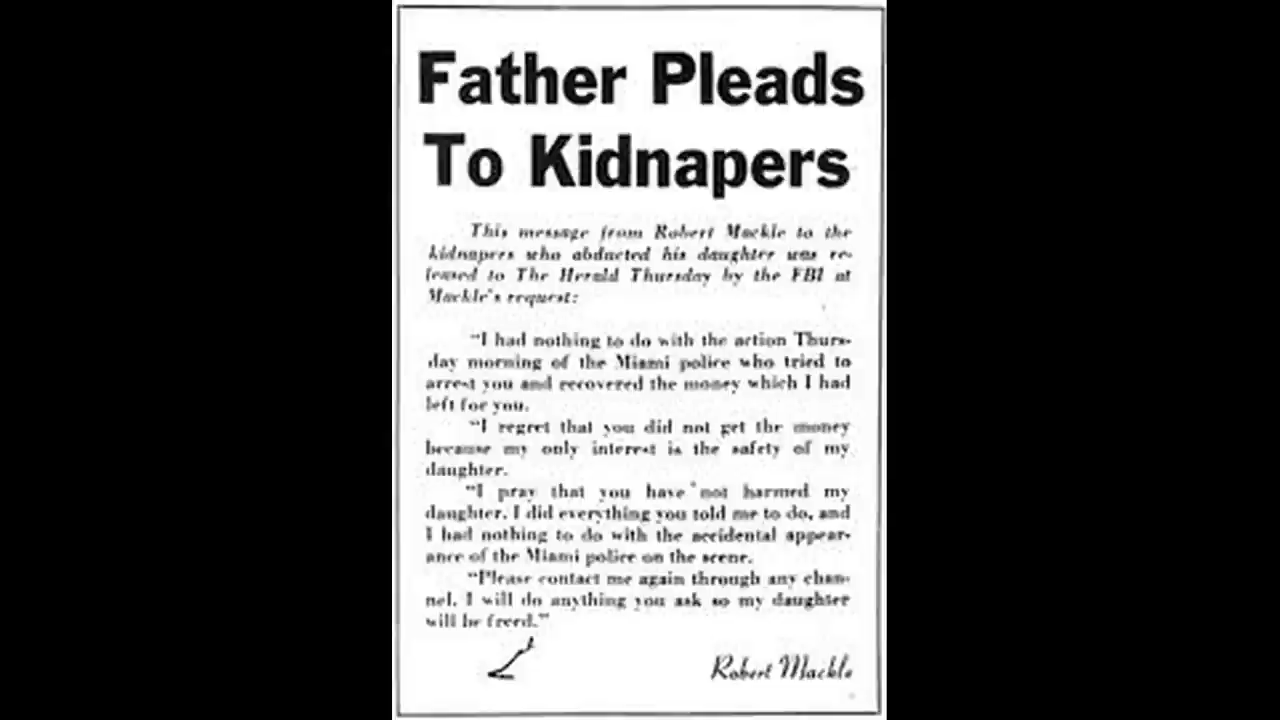 Father Pleads
To Kidnapers
This message from Robert Mackle to the
kidnapers who abducted his daughter was re-
leased to The Herald Thursday by the FBI at
Mackle's request:
"I had nothing to do with the action Thurs-
day morning of the Miami police who tried to
arrest you and recovered the money which I had
left for you.
"I regret that you did not get the money
because my only interest is the safety of my
daughter.
"I pray that you have not harmed my
daughter. I did everything you told me to do, and
I had nothing to do with the accidental appear-
ance of the Miami police on the scene.
"Please contact me again through any chan-
nel. I will do anything you ask so my daughter
will be freed."
Robert Mackle